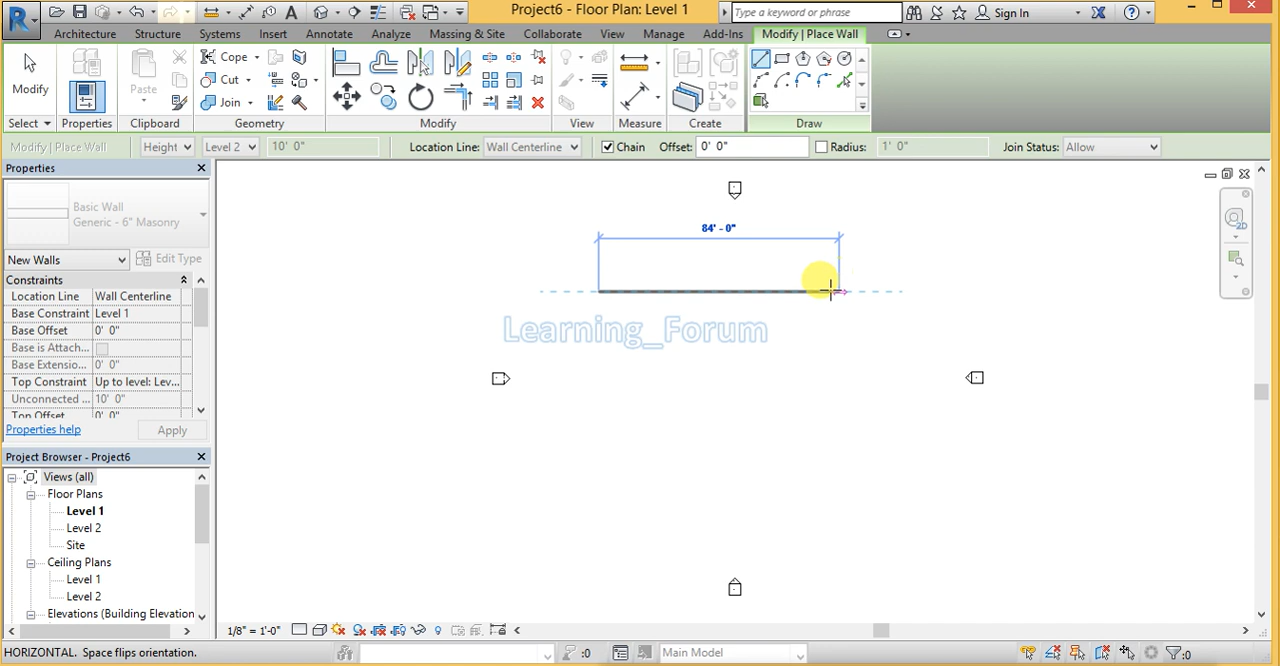 Project6 - Floor Plan: Level 1
Type a keyword or phrase
Sign In
Architecture Structure Systems Insert Annotate Analyze Massing & Site Collaborate View Manage Add-Ins Modify | Place Wall
Modify
Paste
Cope
Cut
Join
Select Properties Clipboard Geometry Modify View Measure Create Draw
Modify | Place Wall Height Level 2 10' 0" Location Line: Wall Centerline Chain Offset: 0' 0" Radius: 1' 0" Join Status: Allow
Properties
Basic Wall
Generic - 6" Masonry
New Walls Edit Type
Constraints
Location Line Wall Centerline
Base Constraint Level 1
Base Offset 0' 0"
Base is Attach...
Base Extensio... 0' 0"
Top Constraint Up to level: Lev...
Unconnected ... 10' 0"
Top Offset 0' 0"
Properties help Apply
Project Browser - Project6
Views (all)
Floor Plans
Level 1
Level 2
Site
Ceiling Plans
Level 1
Level 2
Elevations (Building Elevation
84' - 0"
Learning_Forum
2D
1/8" = 1'-0"
HORIZONTAL. Space flips orientation.
:0 Main Model :0